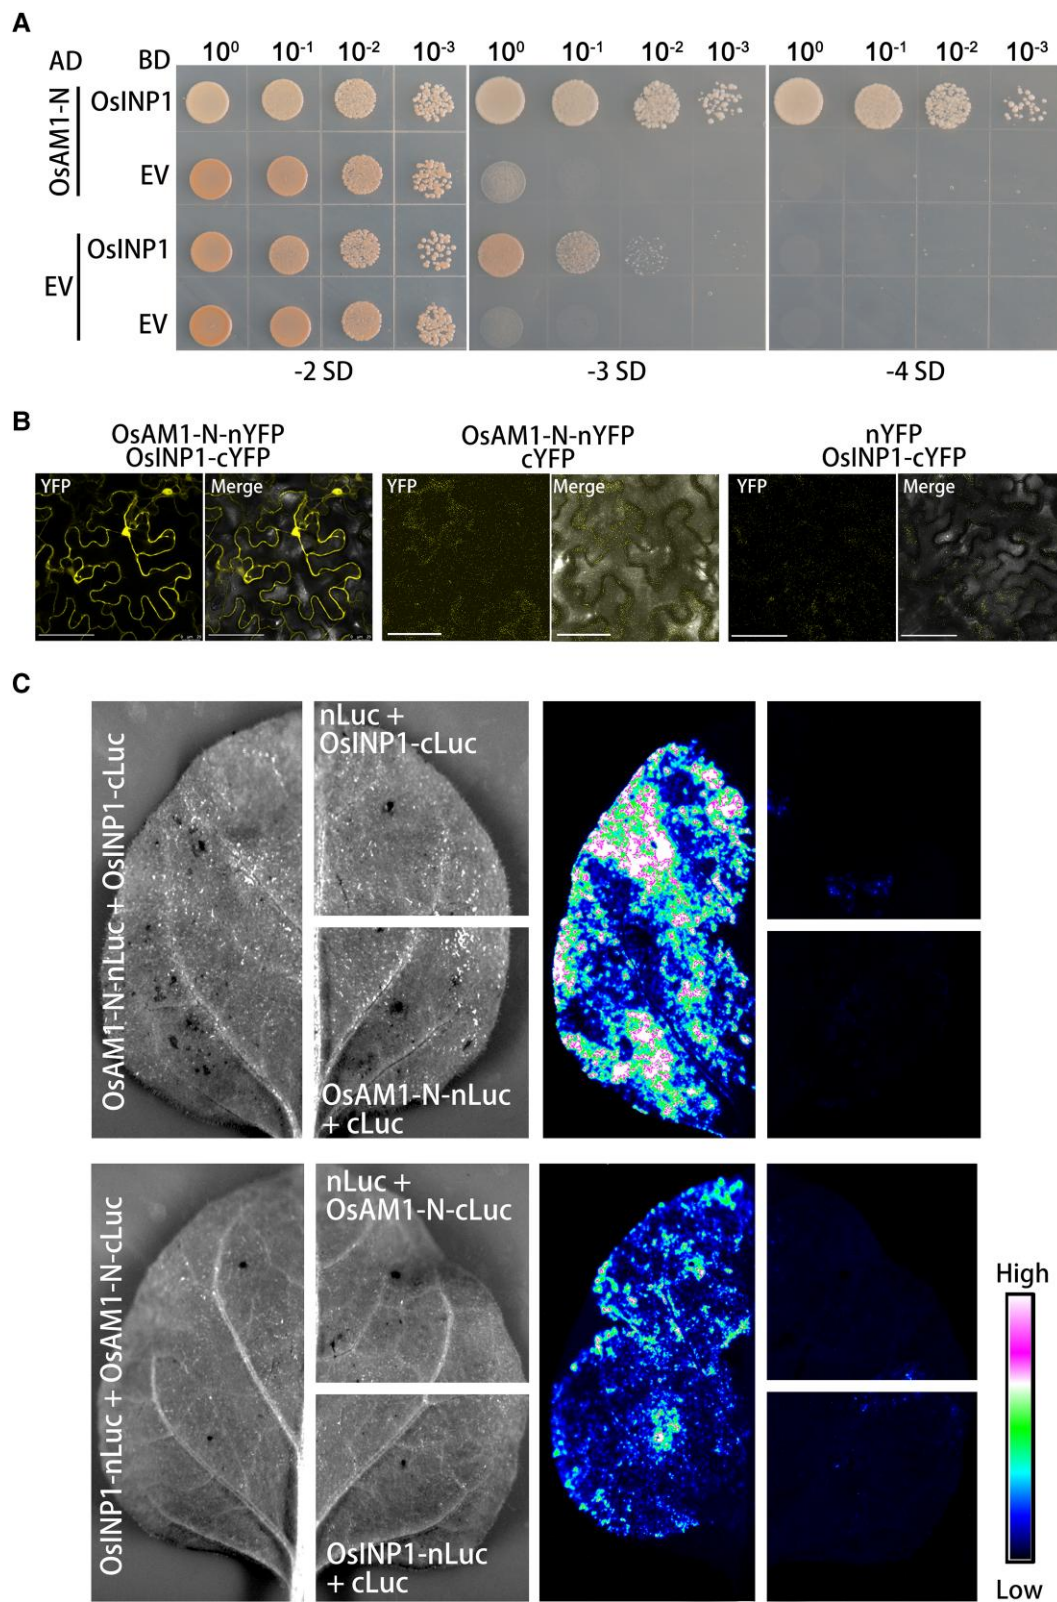 A
AD
BD
10⁰ 10⁻¹ 10⁻² 10⁻³ 10⁰ 10⁻¹ 10⁻² 10⁻³ 10⁰ 10⁻¹ 10⁻² 10⁻³
OsAM1-N
OsINP1
EV
EV
OsINP1
EV
-2 SD
-3 SD
-4 SD
B
OsAM1-N-nYFP
OsINP1-cYFP
OsAM1-N-nYFP
cYFP
nYFP
OsINP1-cYFP
YFP
Merge
YFP
Merge
YFP
Merge
C
OsAM1-N-nLuc + OsINP1-cLuc
nLuc +
OsINP1-cLuc
OsAM1-N-nLuc
+ cLuc
OsINP1-nLuc + OsAM1-N-cLuc
nLuc +
OsAM1-N-cLuc
OsINP1-nLuc
+ cLuc
High
Low